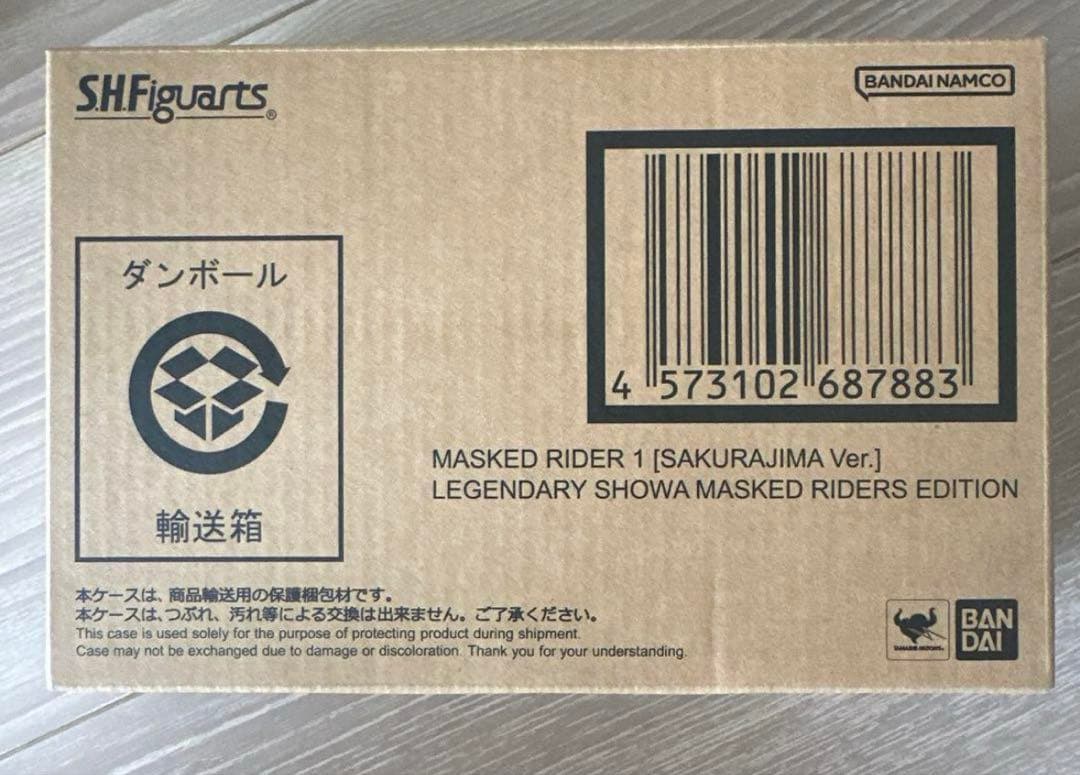 S.H.Figuarts®
BANDAI NAMCO
4 573102 687883
ダンボール
輸送箱
MASKED RIDER 1 [SAKURAJIMA Ver.]
LEGENDARY SHOWA MASKED RIDERS EDITION
本ケースは、商品輸送用の保護梱包材です。
本ケースは、つぶれ、汚れ等による交換は出来ません。ご了承ください。
This case is used solely for the purpose of protecting product during shipment.
Case may not be exchanged due to damage or discoloration. Thank you for your understanding.
TAMASHII NATIONS
BAN
DAI